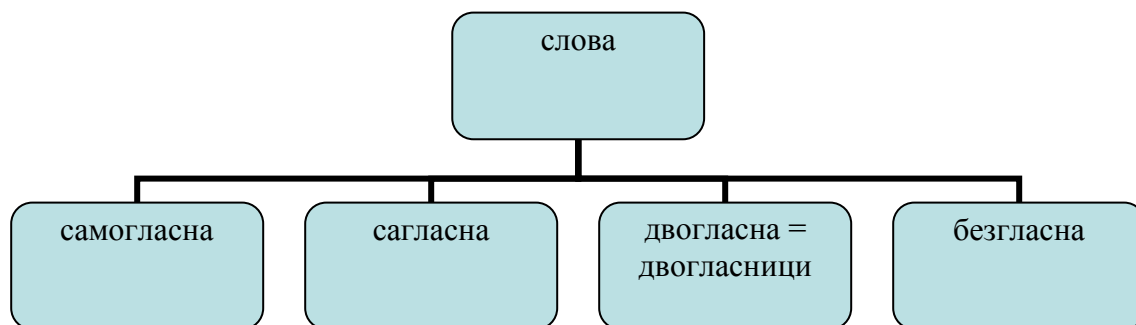 слова
самогласна
сагласна
двогласна =
двогласници
безгласна